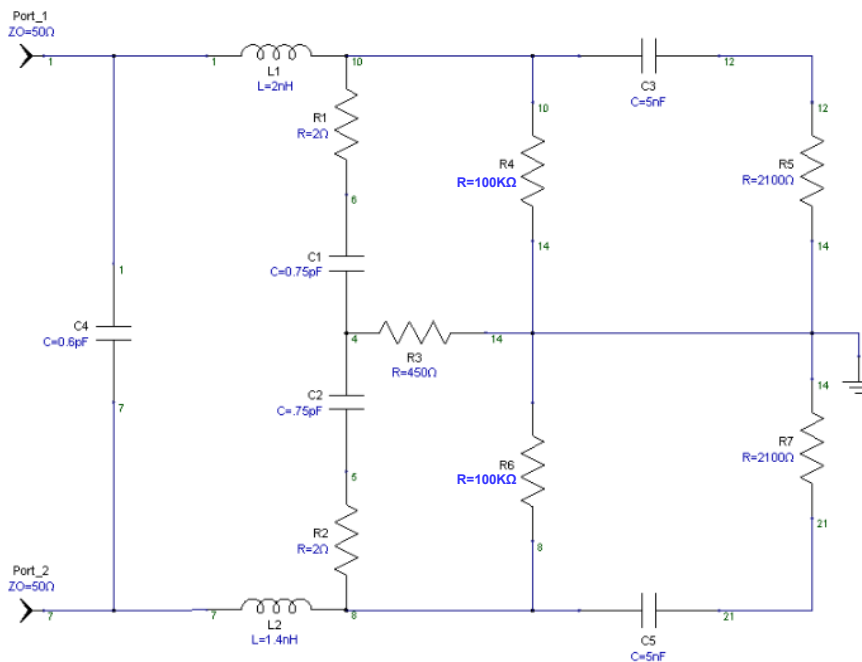 Port_1
ZO=50Ω
1
1
L1
L=2nH
10
C3
C=5nF
12
R1
R=2Ω
10
12
R4
R=100KΩ
R5
R=2100Ω
6
14
14
C1
C=0.75pF
1
C4
C=0.6pF
4
R3
R=450Ω
14
7
C2
C=.75pF
14
R6
R=100KΩ
R7
R=2100Ω
5
21
R2
R=2Ω
8
Port_2
ZO=50Ω
7
7
L2
L=1.4nH
8
C5
C=5nF
21